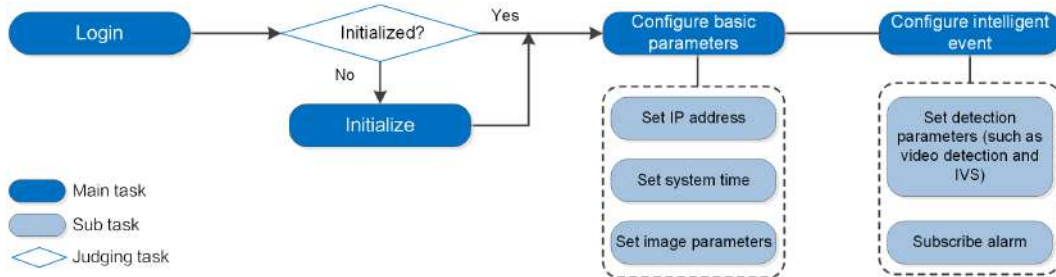 Login
Initialized?
Yes
No
Initialize
Configure basic
parameters
Set IP address
Set system time
Set image parameters
Configure intelligent
event
Set detection
parameters (such as
video detection and
IVS)
Subscribe alarm
Main task
Sub task
Judging task